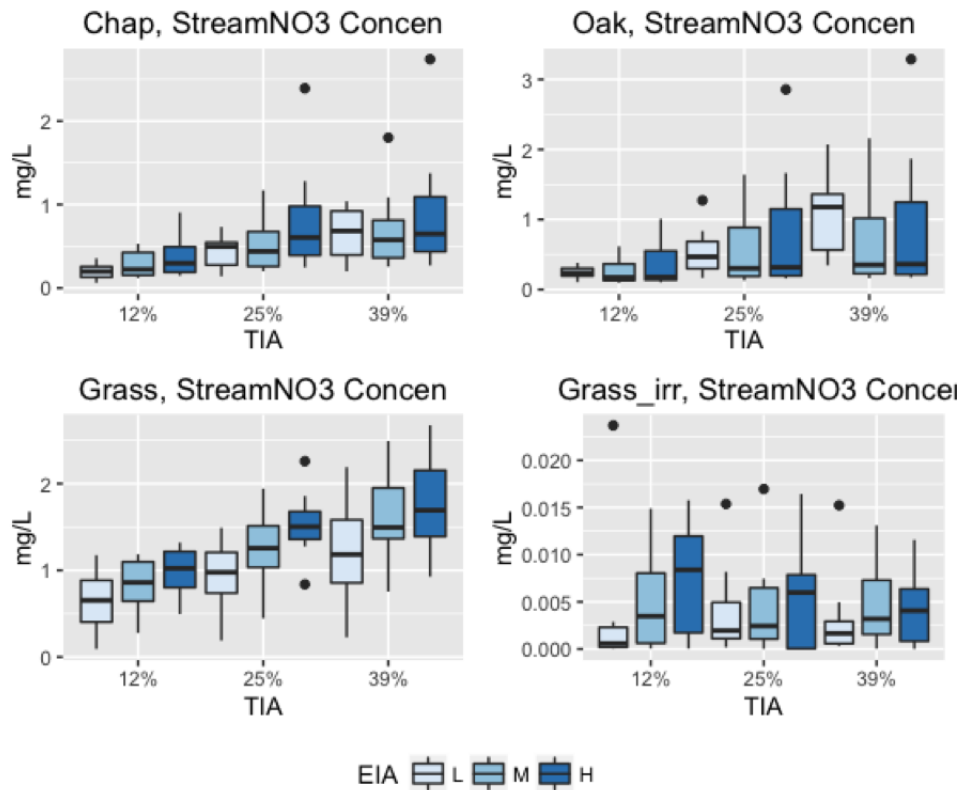 Chap, StreamNO3 Concen
mg/L
2
1
0
12%
25%
39%
TIA
Oak, StreamNO3 Concen
mg/L
3
2
1
0
12%
25%
39%
TIA
Grass, StreamNO3 Concen
mg/L
2
1
0
12%
25%
39%
TIA
Grass_irr, StreamNO3 Concen
mg/L
0.020
0.015
0.010
0.005
0.000
12%
25%
39%
TIA
EIA L M H